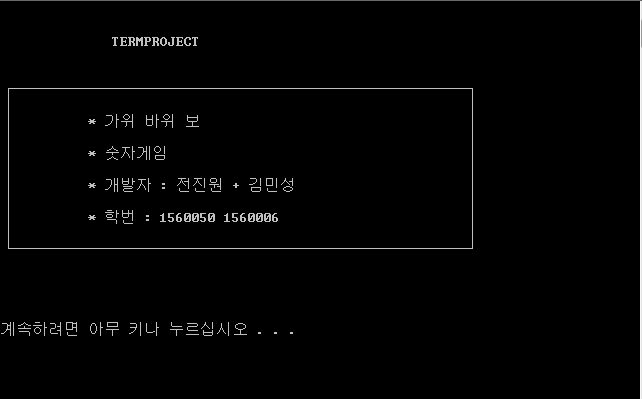 TERMPROJECT
* 가위 바위 보
* 숫자게임
* 개발자 : 전진원 + 김민성
* 학번 : 1560050 1560006
계속하려면 아무 키나 누르십시오 . . .